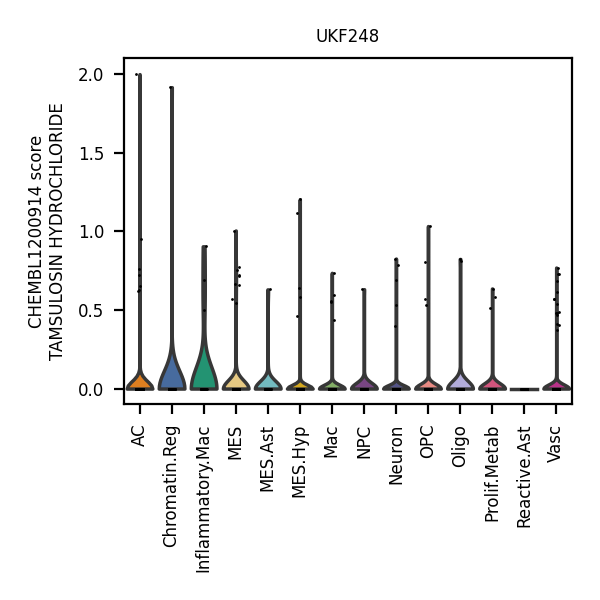 UKF248
CHEMBL1200914 score
TAMSULOSIN HYDROCHLORIDE
2.0
1.5
1.0
0.5
0.0
AC
Chromatin.Reg
Inflammatory.Mac
MES
MES.Ast
MES.Hyp
Mac
NPC
Neuron
OPC
Oligo
Prolif.Metab
Reactive.Ast
Vasc